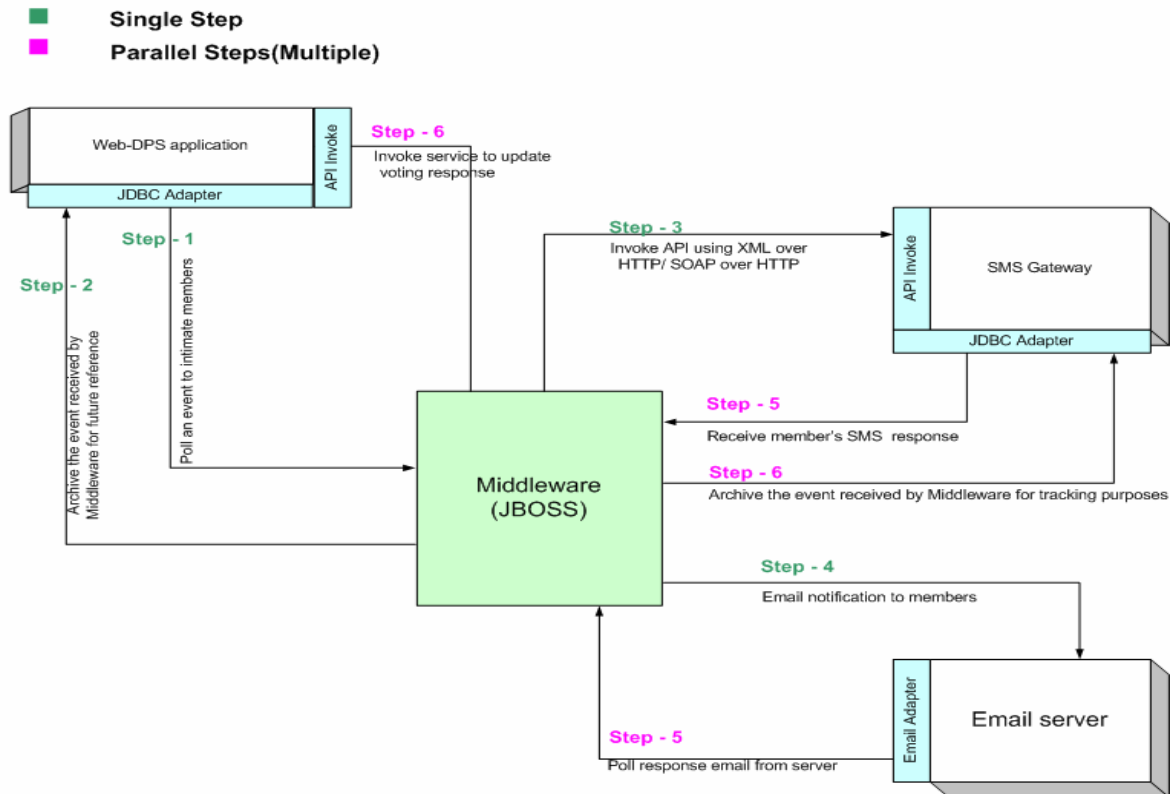 Single Step
Parallel Steps(Multiple)
Web-DPS application
API Invoke
JDBC Adapter
Step - 6
Invoke service to update
voting response
Step - 1
Poll an event to intimate members
Step - 2
Archive the event received by
Middleware for future reference
Step - 3
Invoke API using XML over
HTTP/ SOAP over HTTP
API Invoke
SMS Gateway
JDBC Adapter
Step - 5
Receive member's SMS response
Step - 6
Archive the event received by Middleware for tracking purposes
Middleware
(JBOSS)
Step - 4
Email notification to members
Email Adapter
Email server
Step - 5
Poll response email from server